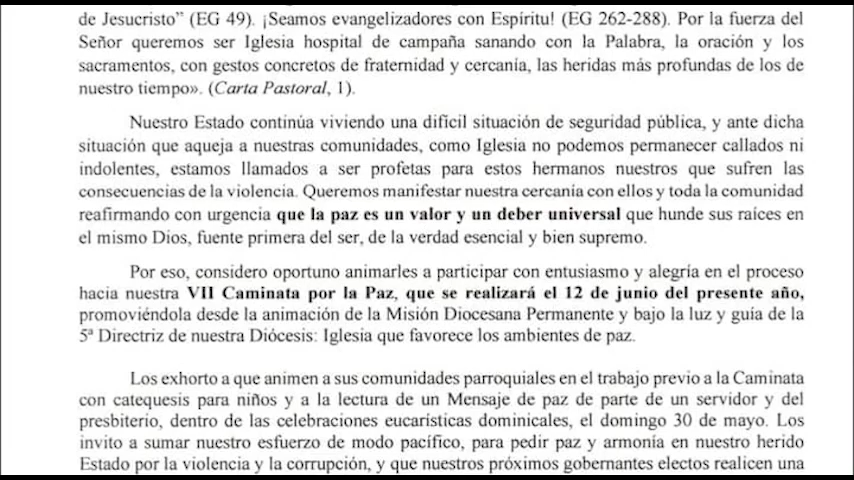 de Jesucristo” (EG 49). ¡Seamos evangelizadores con Espíritu! (EG 262-288). Por la fuerza del
Señor queremos ser Iglesia hospital de campaña sanando con la Palabra, la oración y los
sacramentos, con gestos concretos de fraternidad y cercanía, las heridas más profundas de los de
nuestro tiempo». (Carta Pastoral, 1).
Nuestro Estado continúa viviendo una difícil situación de seguridad pública, y ante dicha
situación que aqueja a nuestras comunidades, como Iglesia no podemos permanecer callados ni
indolentes, estamos llamados a ser profetas para estos hermanos nuestros que sufren las
consecuencias de la violencia. Queremos manifestar nuestra cercanía con ellos y toda la comunidad
reafirmando con urgencia que la paz es un valor y un deber universal que hunde sus raíces en
el mismo Dios, fuente primera del ser, de la verdad esencial y bien supremo.
Por eso, considero oportuno animarles a participar con entusiasmo y alegría en el proceso
hacia nuestra VII Caminata por la Paz, que se realizará el 12 de junio del presente año,
promoviéndola desde la animación de la Misión Diocesana Permanente y bajo la luz y guía de la
5ª Directriz de nuestra Diócesis: Iglesia que favorece los ambientes de paz.
Los exhorto a que animen a sus comunidades parroquiales en el trabajo previo a la Caminata
con catequesis para niños y a la lectura de un Mensaje de paz de parte de un servidor y del
presbiterio, dentro de las celebraciones eucarísticas dominicales, el domingo 30 de mayo. Los
invito a sumar nuestro esfuerzo de modo pacífico, para pedir paz y armonía en nuestro herido
Estado por la violencia y la corrupción, y que nuestros próximos gobernantes electos realicen una